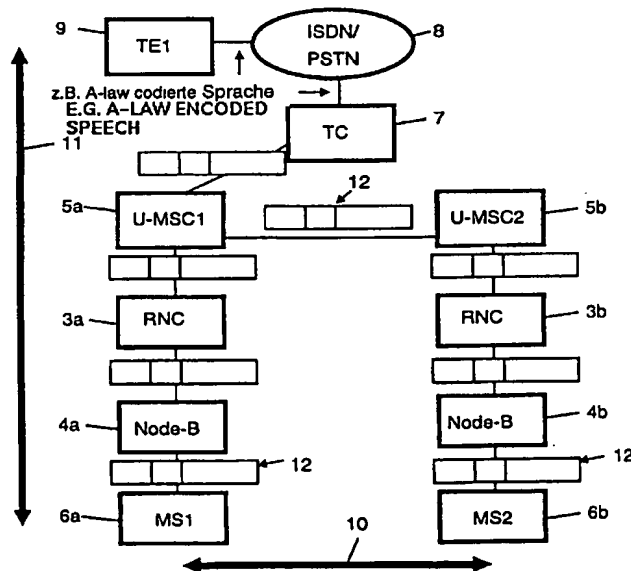 9
TE1
ISDN/
PSTN
8
z.B. A-law codierte Sprache
E.G. A-LAW ENCODED
SPEECH
11
TC
7
12
5a
U-MSC1
U-MSC2
5b
3a
RNC
RNC
3b
4a
Node-B
Node-B
4b
12
12
6a
MS1
MS2
6b
10